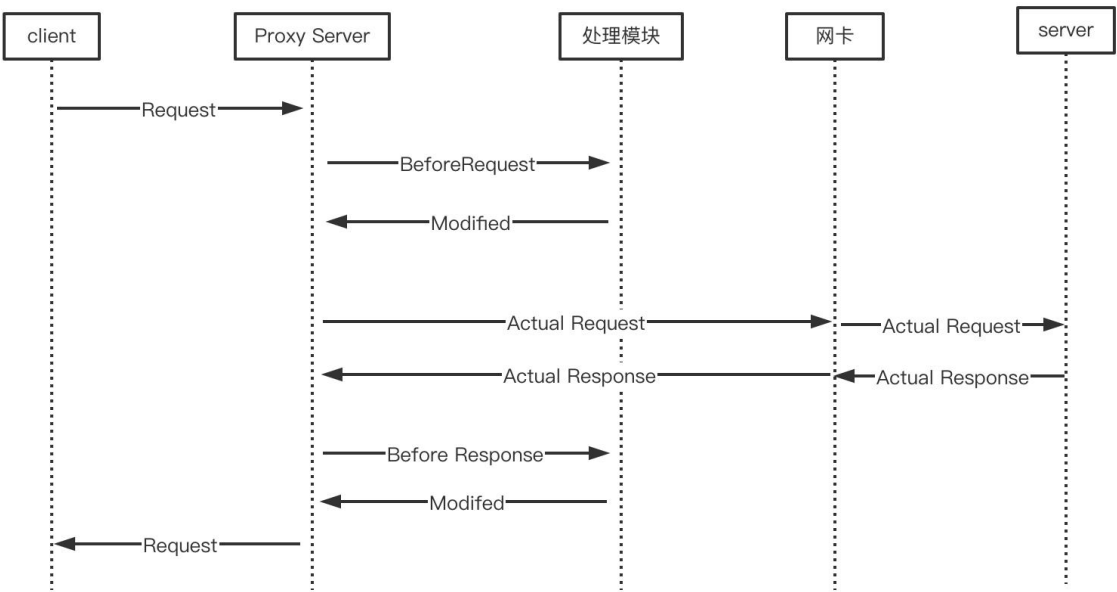 client
Proxy Server
处理模块
网卡
server
Request
BeforeRequest
Modified
Actual Request
Actual Request
Actual Response
Actual Response
Before Response
Modifed
Request